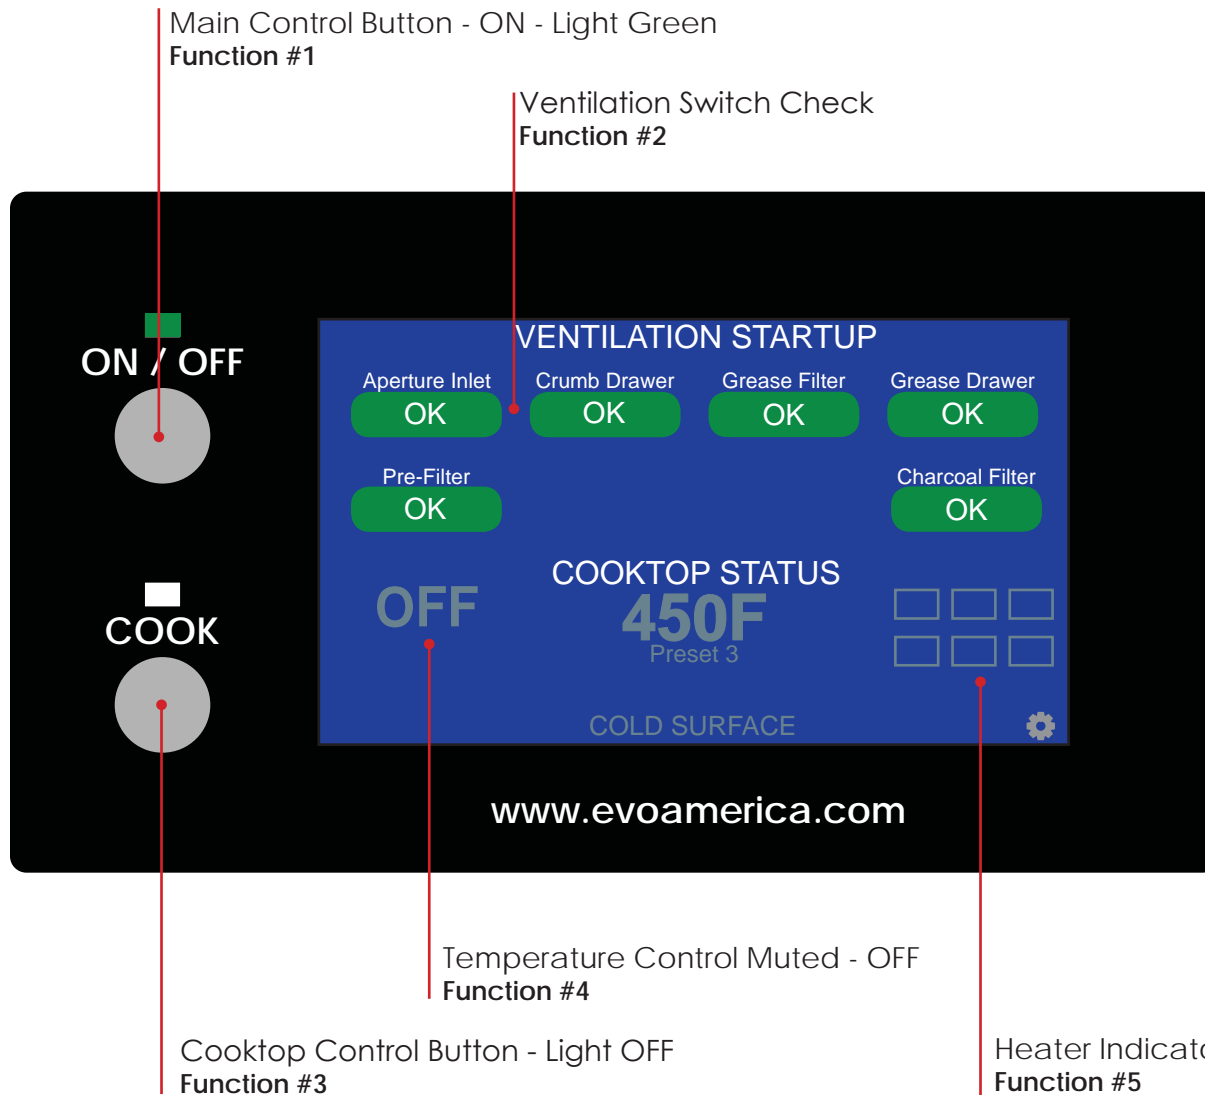 Main Control Button - ON - Light Green
Function #1
Ventilation Switch Check
Function #2
ON / OFF
COOK
VENTILATION STARTUP
Aperture Inlet Crumb Drawer Grease Filter Grease Drawer
OK OK OK OK
Pre-Filter Charcoal Filter
OK OK
COOKTOP STATUS
OFF 450F
Preset 3
COLD SURFACE
www.evoamerica.com
Temperature Control Muted - OFF
Function #4
Cooktop Control Button - Light OFF
Function #3
Heater
Function #5